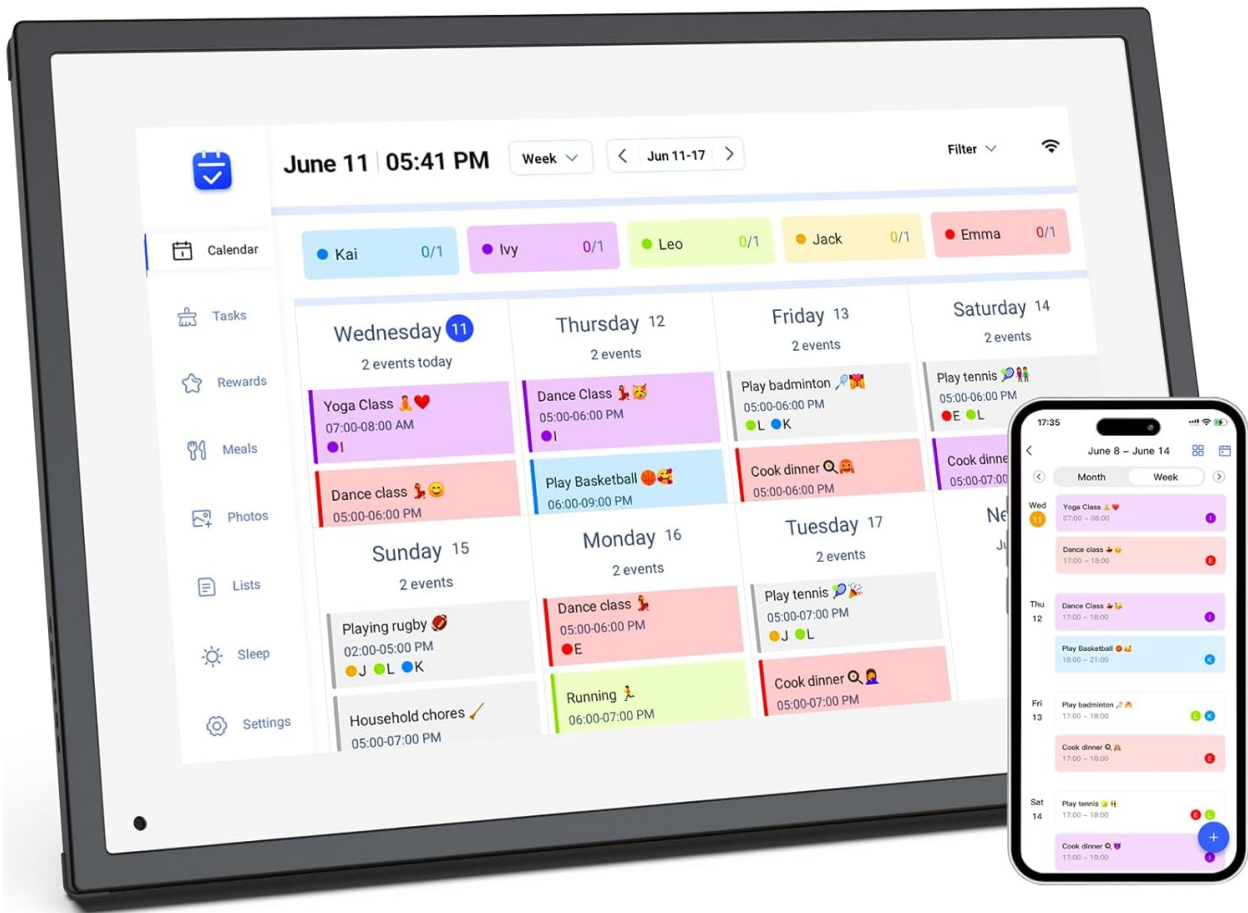 June 11 05:41 PM
Week
Jun 11-17
Filter
Calendar
Tasks
Rewards
Meals
Photos
Lists
Sleep
Settings
Kai 0/1
Ivy 0/1
Leo 0/1
Jack 0/1
Emma 0/1
Wednesday 11
2 events today
Yoga Class 🧘❤️
07:00-08:00 AM
I
Dance class 💃😊
05:00-06:00 PM
Thursday 12
2 events
Dance Class 💃🥳
05:00-06:00 PM
I
Play Basketball 🏀🥰
06:00-09:00 PM
Friday 13
2 events
Play badminton
05:00-06:00 PM
L K
Cook dinner
05:00-06:00 PM
Saturday 14
2 events
Play tennis
05:00-06:00 PM
E L
Cook dinne
05:00-07:00
Sunday 15
2 events
Playing rugby 🏈
02:00-05:00 PM
J L K
Household chores
05:00-07:00 PM
Monday 16
2 events
Dance class 💃
05:00-06:00 PM
E
Running 🏃
06:00-07:00 PM
Tuesday 17
2 events
Play tennis
05:00-07:00 PM
J L
Cook dinner
05:00-07:00 PM
Ne
Ju
17:35
June 8 – June 14
Month
Week
Wed
11
Yoga Class
07:00 – 08:00
I
Dance class
17:00 – 18:00
E
Thu
12
Dance Class
17:00 – 18:00
I
Play Basketball
18:00 – 21:00
K
Fri
13
Play badminton
17:00 – 18:00
L K
Cook dinner
17:00 – 18:00
E
Sat
14
Play tennis
17:00 – 18:00
E L
Cook dinner
17:00 – 19:00
I